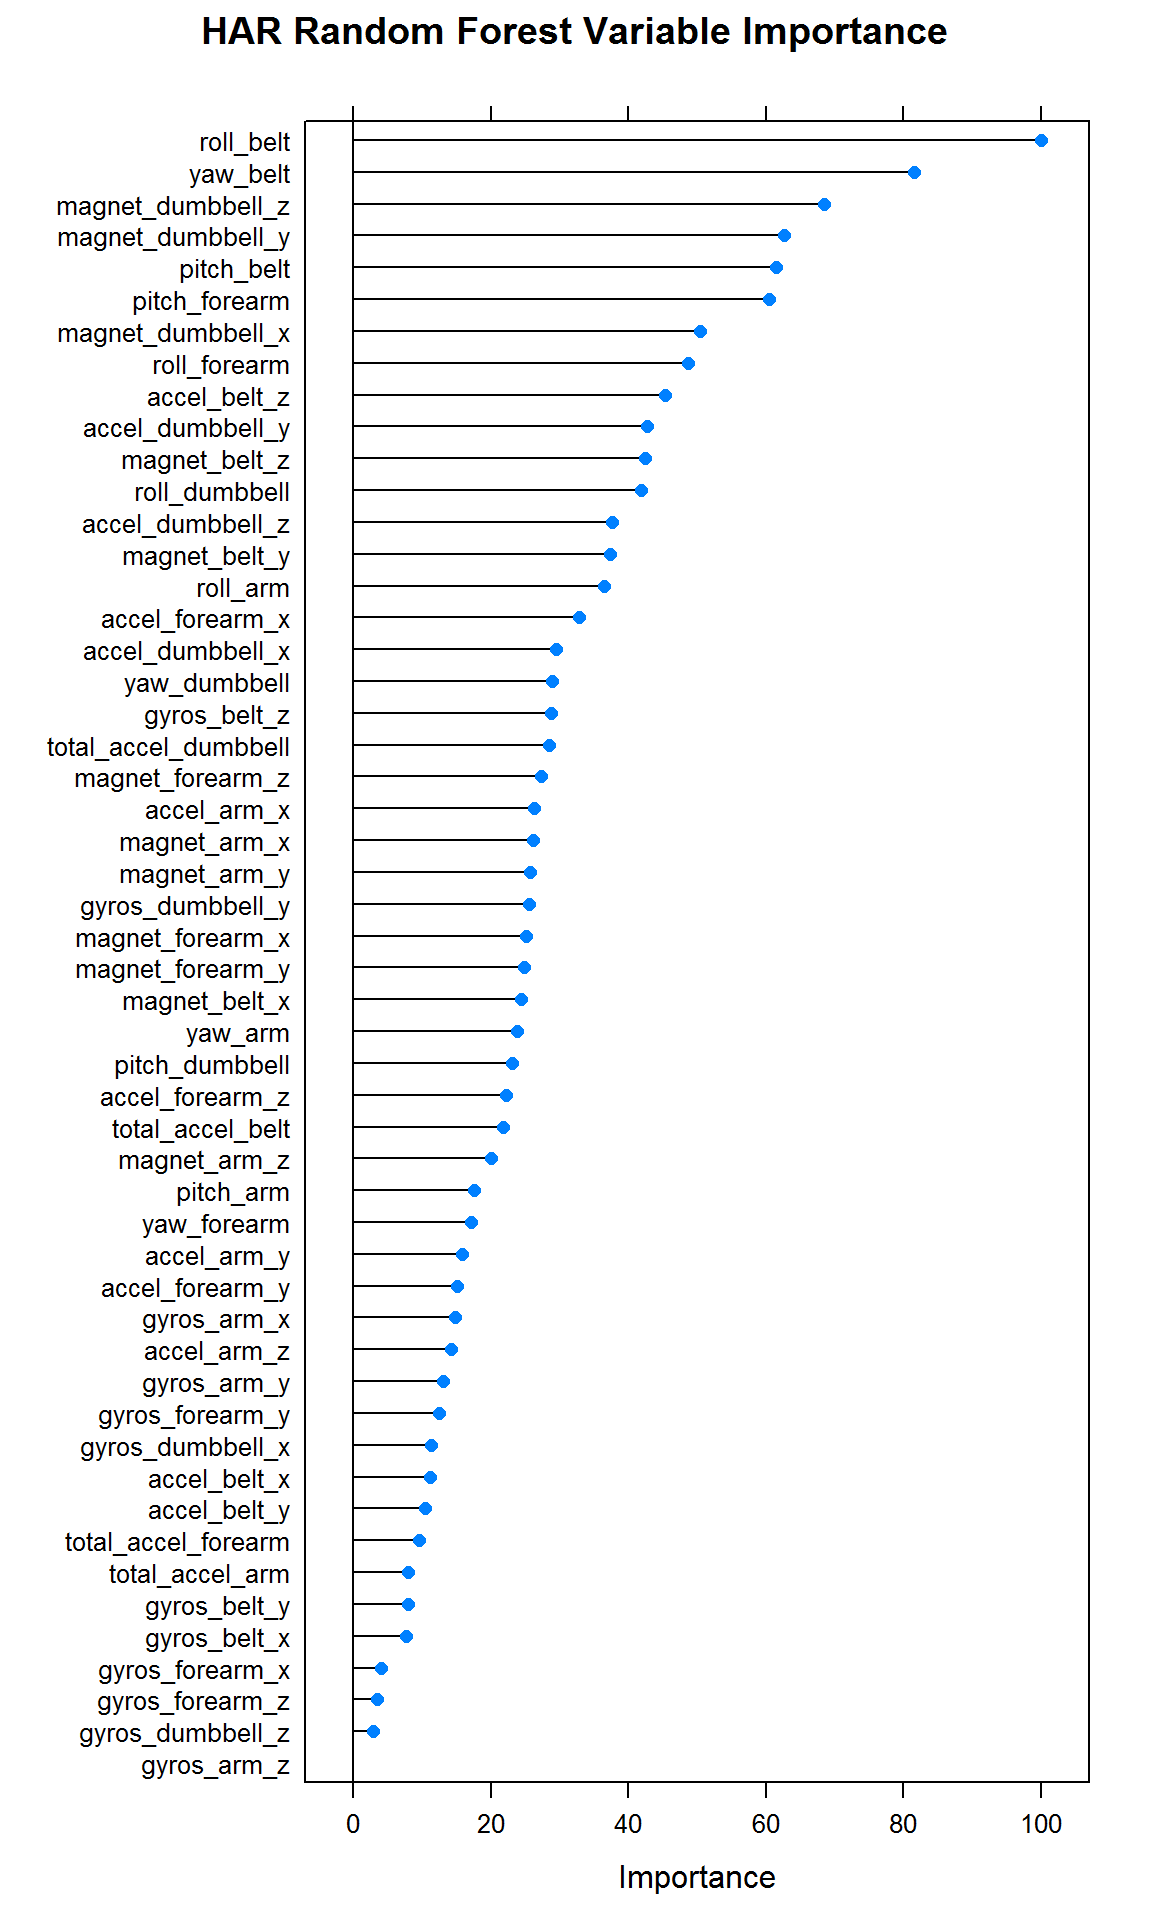 HAR Random Forest Variable Importance
roll_belt
yaw_belt
magnet_dumbbell_z
magnet_dumbbell_y
pitch_belt
pitch_forearm
magnet_dumbbell_x
roll_forearm
accel_belt_z
accel_dumbbell_y
magnet_belt_z
roll_dumbbell
accel_dumbbell_z
magnet_belt_y
roll_arm
accel_forearm_x
accel_dumbbell_x
yaw_dumbbell
gyros_belt_z
total_accel_dumbbell
magnet_forearm_z
accel_arm_x
magnet_arm_x
magnet_arm_y
gyros_dumbbell_y
magnet_forearm_x
magnet_forearm_y
magnet_belt_x
yaw_arm
pitch_dumbbell
accel_forearm_z
total_accel_belt
magnet_arm_z
pitch_arm
yaw_forearm
accel_arm_y
accel_forearm_y
gyros_arm_x
accel_arm_z
gyros_arm_y
gyros_forearm_y
gyros_dumbbell_x
accel_belt_x
accel_belt_y
total_accel_forearm
total_accel_arm
gyros_belt_y
gyros_belt_x
gyros_forearm_x
gyros_forearm_z
gyros_dumbbell_z
gyros_arm_z
0 20 40 60 80 100
Importance